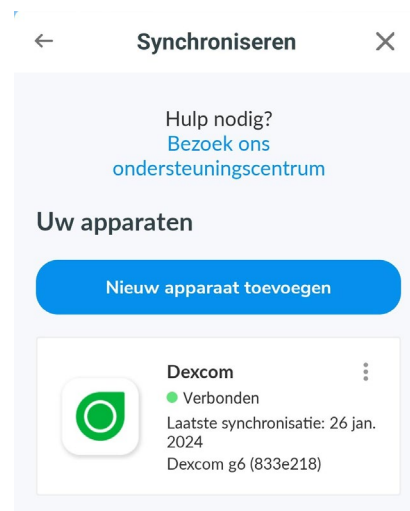 Synchroniseren
Hulp nodig?
Bezoek ons
ondersteuningscentrum
Uw apparaten
Nieuw apparaat toevoegen
Dexcom
Verbonden
Laatste synchronisatie: 26 jan.
2024
Dexcom g6 (833e218)